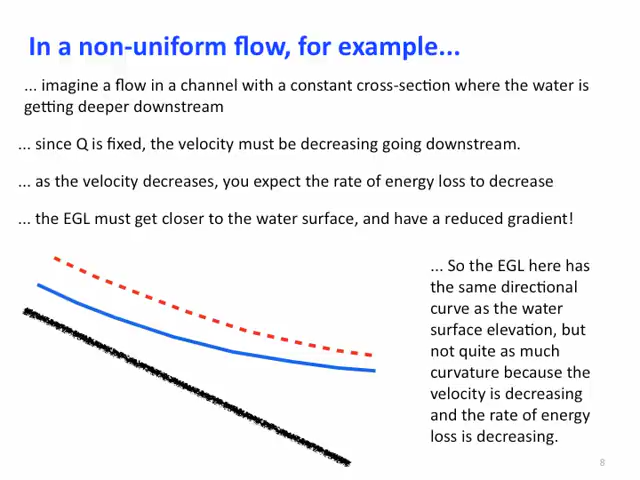 In a non-uniform flow, for example...
... imagine a flow in a channel with a constant cross-section where the water is
getting deeper downstream
... since Q is fixed, the velocity must be decreasing going downstream.
... as the velocity decreases, you expect the rate of energy loss to decrease
... the EGL must get closer to the water surface, and have a reduced gradient!
... So the EGL here has
the same directional
curve as the water
surface elevation, but
not quite as much
curvature because the
velocity is decreasing
and the rate of energy
loss is decreasing.
8